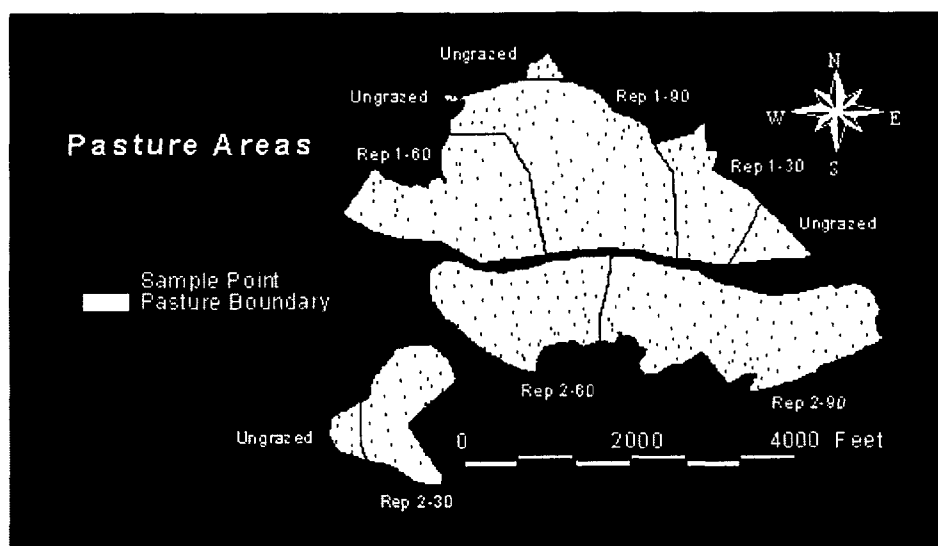 Ungrazed
N
Ungrazed
Rep 1-90
W
E
Pasture Areas
Rep 1-60
Rep 1-30
S
Ungrazed
Sample Point
Pasture Boundary
Rep 2-60
Rep 2-90
Ungrazed
0 2000 4000 Feet
Rep 2-30